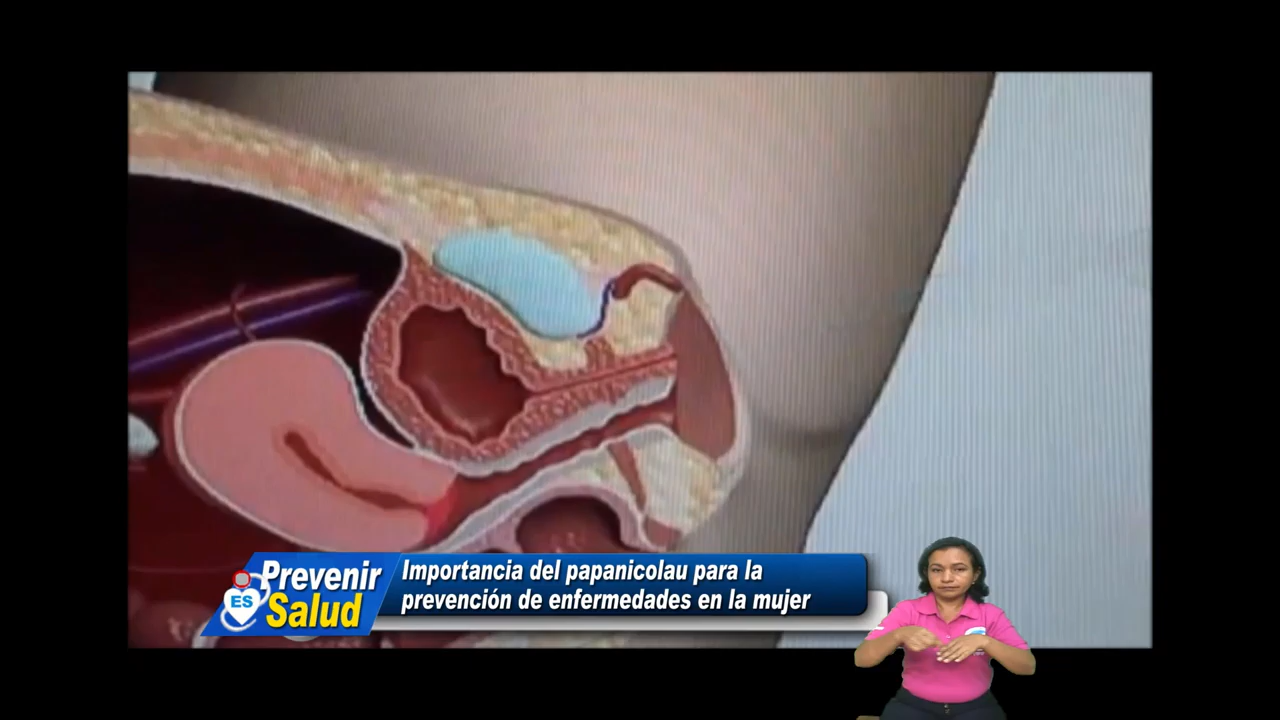 Prevenir
ES
Salud
Importancia del papanicolau para la
prevención de enfermedades en la mujer